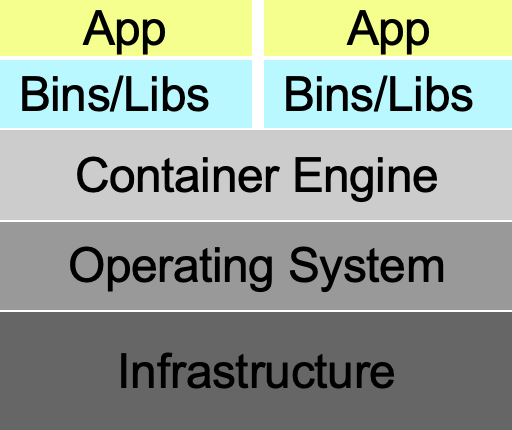 App App
Bins/Libs Bins/Libs
Container Engine
Operating System
Infrastructure